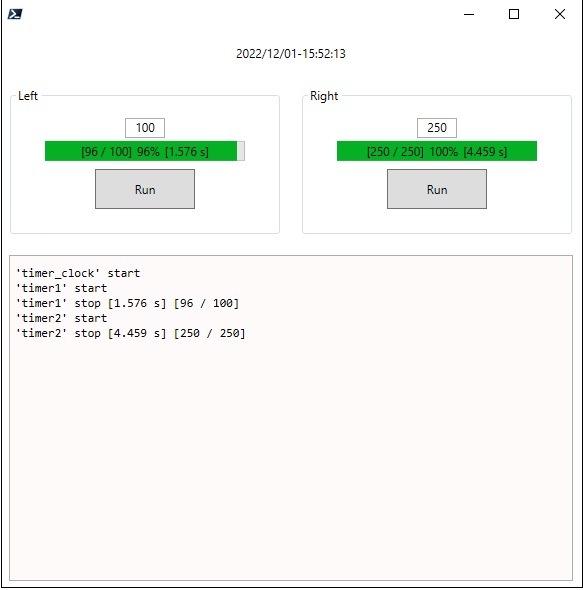 2022/12/01-15:52:13
Left
100
[96 / 100] 96% [1.576 s]
Run
Right
250
[250 / 250] 100% [4.459 s]
Run
'timer_clock' start
'timer1' start
'timer1' stop [1.576 s] [96 / 100]
'timer2' start
'timer2' stop [4.459 s] [250 / 250]